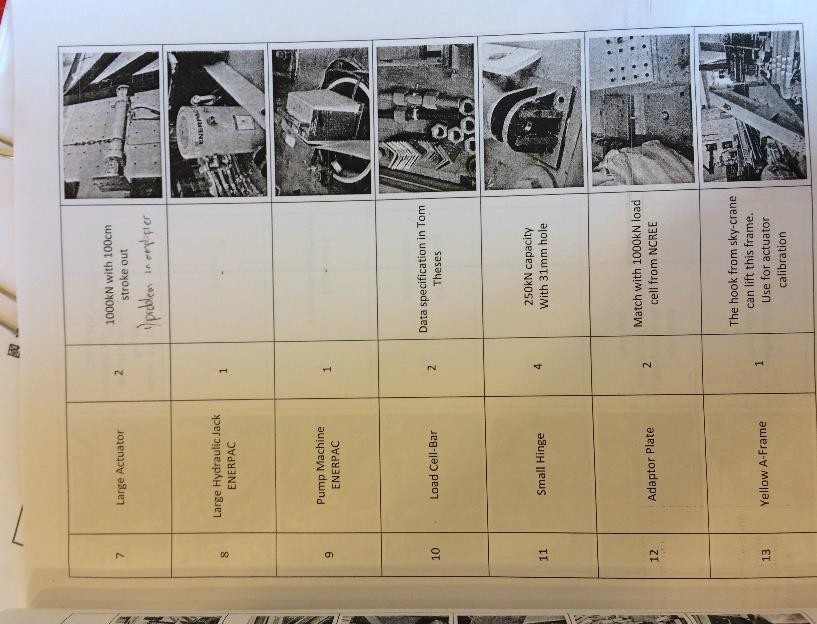 7
Large Actuator
2
1000kN with 100cm
stroke out
1) problem in amplifier
8
Large Hydraulic Jack
ENERPAC
1
-
ENERPAC
9
Pump Machine
ENERPAC
1
-
10
Load Cell-Bar
2
Data specification in Tom
Theses
11
Small Hinge
4
250kN capacity
With 31mm hole
12
Adaptor Plate
2
Match with 1000kN load
cell from NCREE
13
Yellow A-Frame
1
The hook from sky-crane
can lift this frame.
Use for actuator
calibration